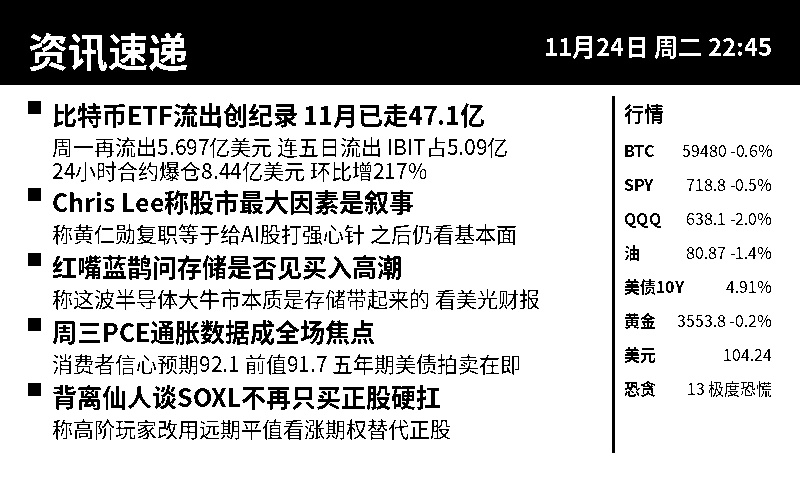 资讯速递
11月24日 周二 22:45
比特币ETF流出创纪录 11月已走47.1亿
周一再流出5.697亿美元 连五日流出 IBIT占5.09亿
24小时合约爆仓8.44亿美元 环比增217%
Chris Lee称股市最大因素是叙事
称黄仁勋复职等于给AI股打强心针 之后仍看基本面
红嘴蓝鹊问存储是否见买入高潮
称这波半导体大牛市本质是存储带起来的 看美光财报
周三PCE通胀数据成全场焦点
消费者信心预期92.1 前值91.7 五年期美债拍卖在即
背离仙人谈SOXL不再只买正股硬扛
称高阶玩家改用远期平值看涨期权替代正股
行情
BTC 59480 -0.6%
SPY 718.8 -0.5%
QQQ 638.1 -2.0%
油 80.87 -1.4%
美债10Y 4.91%
黄金 3553.8 -0.2%
美元 104.24
恐贪 13 极度恐慌